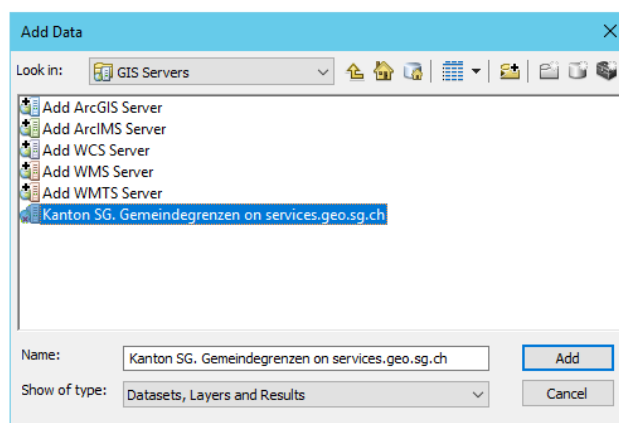 Add Data
Look in: GIS Servers
Add ArcGIS Server
Add ArcIMS Server
Add WCS Server
Add WMS Server
Add WMTS Server
Kanton SG. Gemeindegrenzen on services.geo.sg.ch
Name: Kanton SG. Gemeindegrenzen on services.geo.sg.ch Add
Show of type: Datasets, Layers and Results Cancel